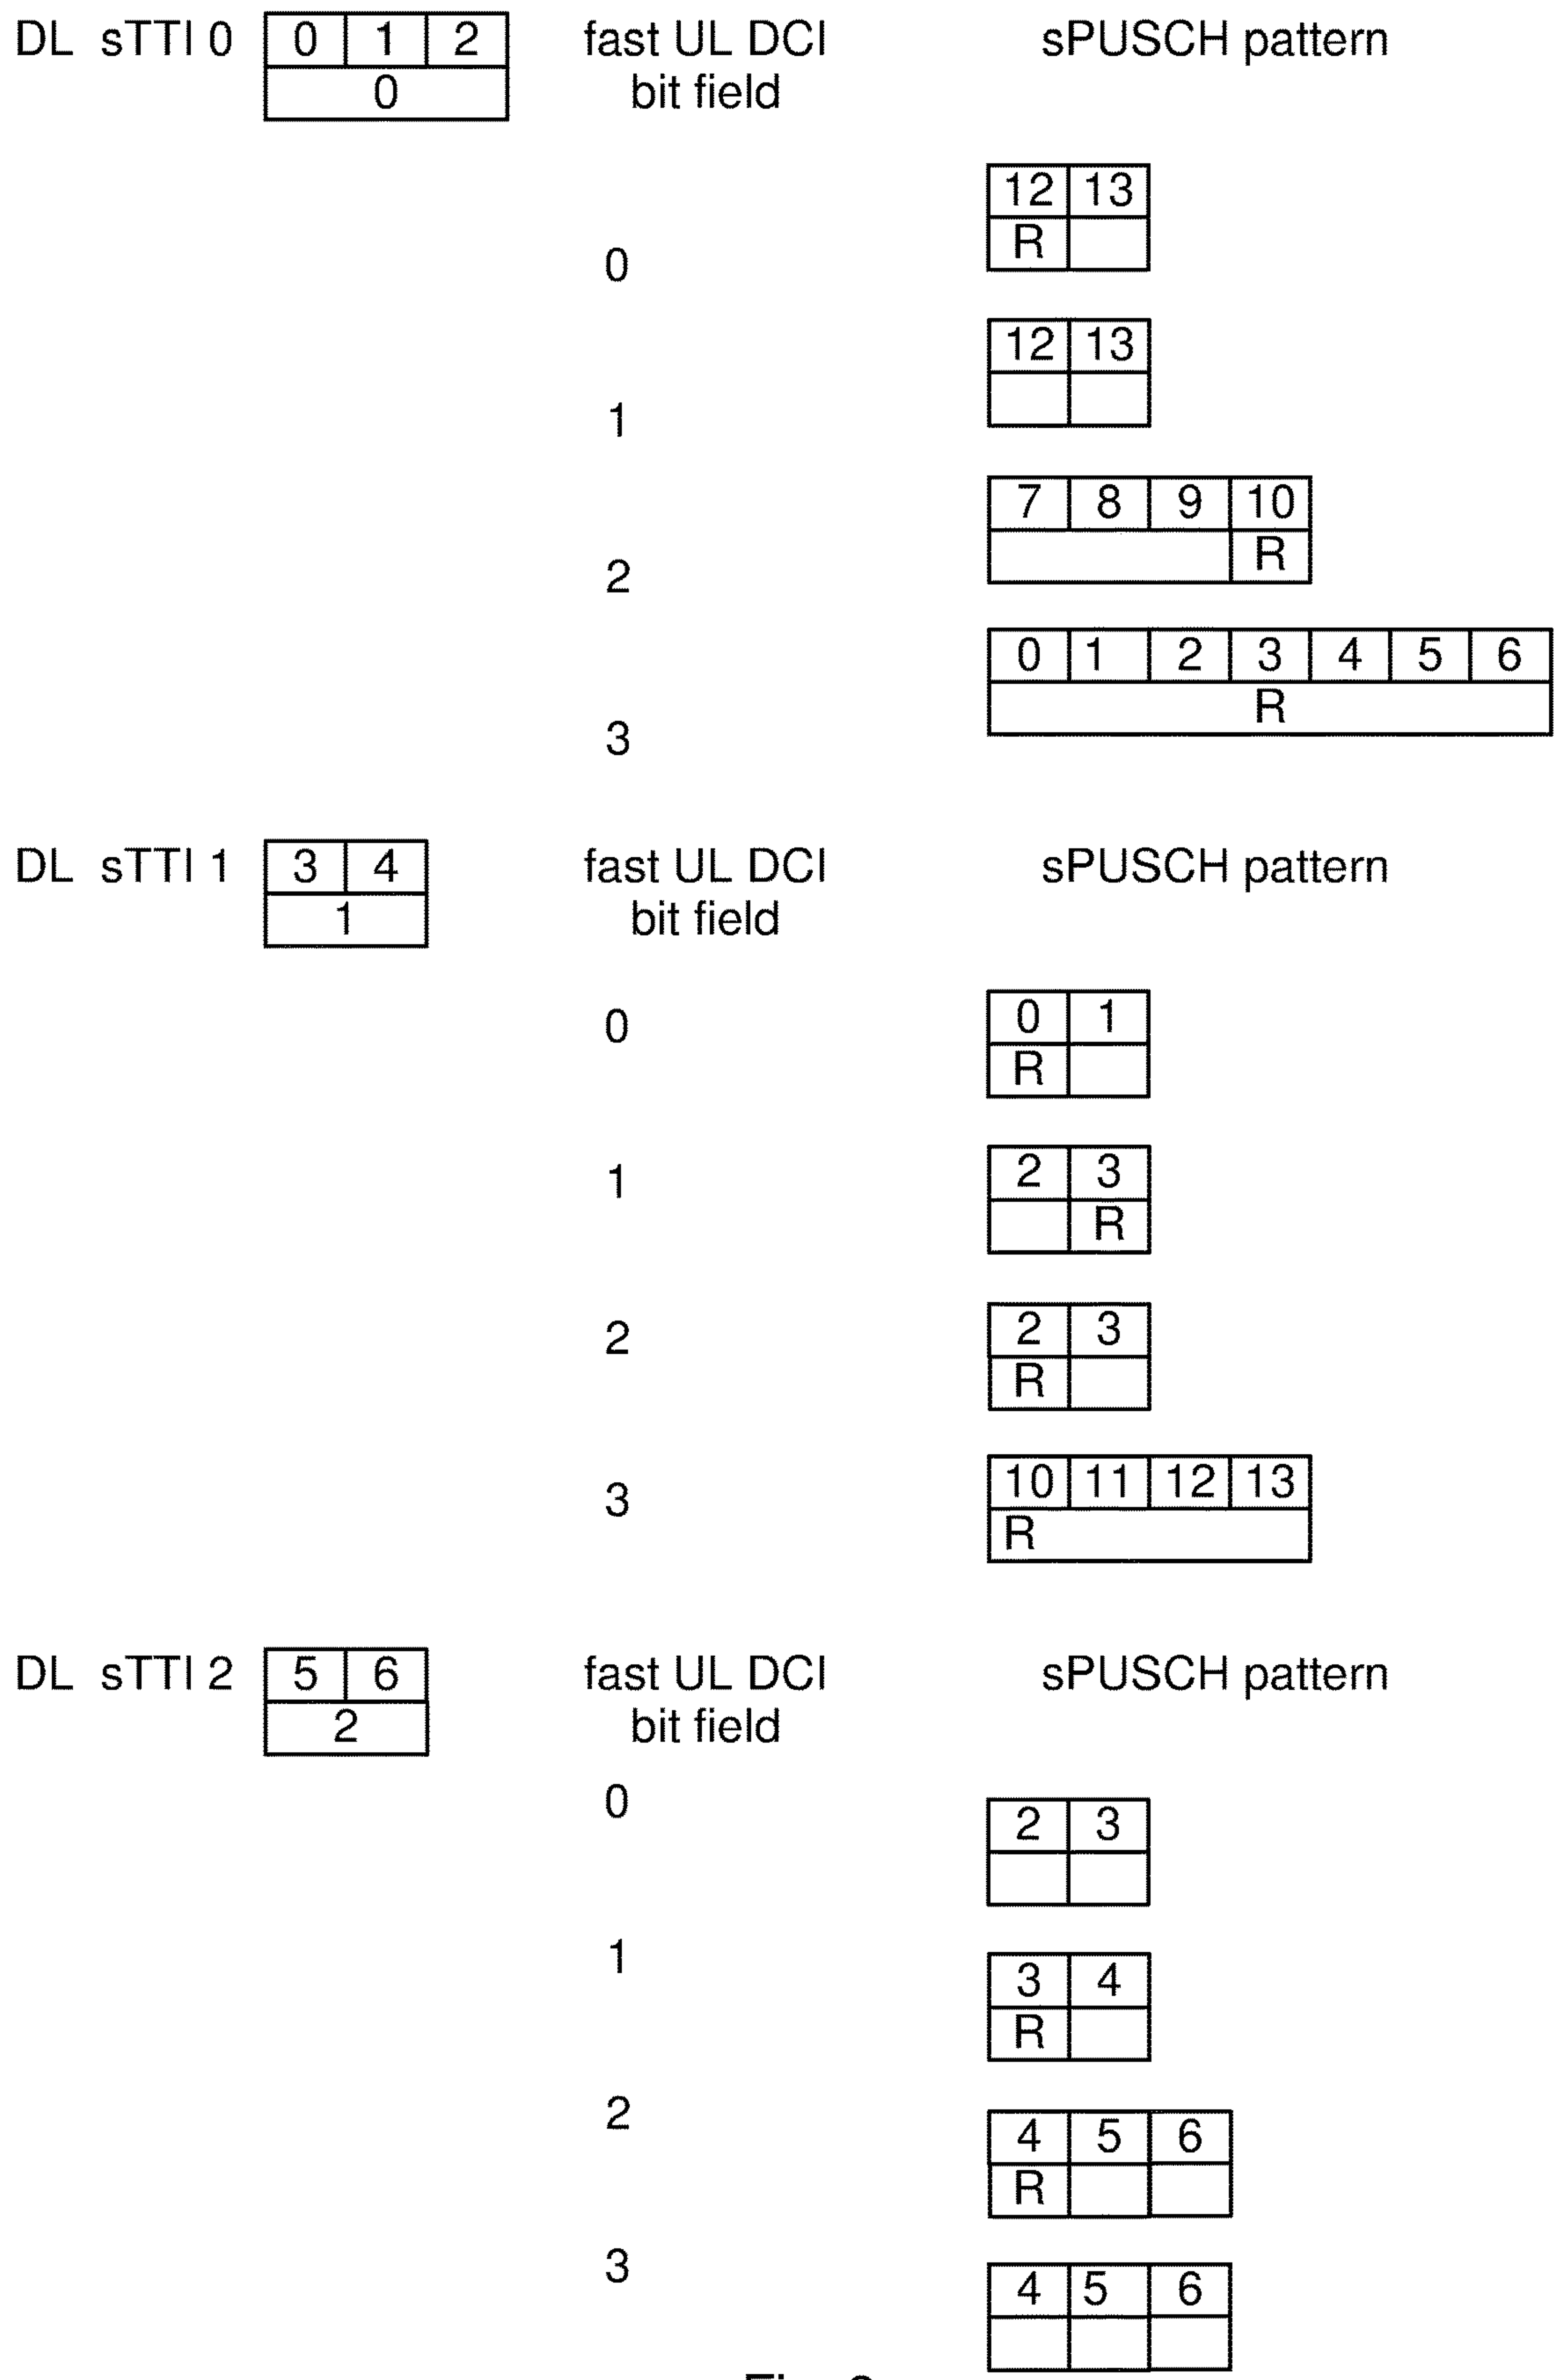 DL sTTI 0 0 1 2 fast UL DCI sPUSCH pattern
0 bit field
12 13
0 R
12 13
1
7 8 9 10
2 R
0 1 2 3 4 5 6
R
3
DL sTTI 1 3 4 fast UL DCI sPUSCH pattern
1 bit field
0 0 1
R
1 2 3
R
2 2 3
R
3 10 11 12 13
R
DL sTTI 2 5 6 fast UL DCI sPUSCH pattern
2 bit field
0 2 3
1 3 4
R
2 4 5 6
R
3 4 5 6